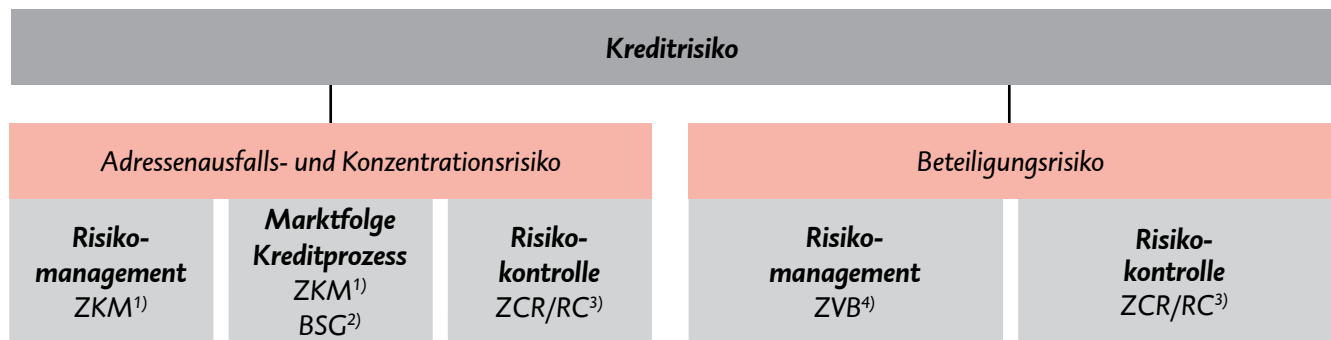 Kreditrisiko
Adressenausfalls- und Konzentrationsrisiko
Risiko-
management
ZKM¹⁾
Marktfolge
Kreditprozess
ZKM¹⁾
BSG²⁾
Risiko-
kontrolle
ZCR/RC³⁾
Beteiligungsrisiko
Risiko-
management
ZVB⁴⁾
Risiko-
kontrolle
ZCR/RC³⁾